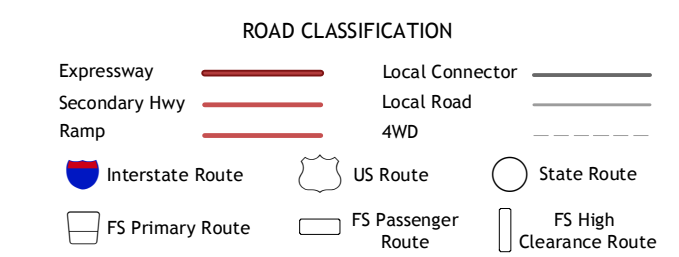 ROAD CLASSIFICATION
Expressway
Local Connector
Secondary Hwy
Local Road
Ramp
4WD
Interstate Route
US Route
State Route
FS Primary Route
FS Passenger
Route
FS High
Clearance Route